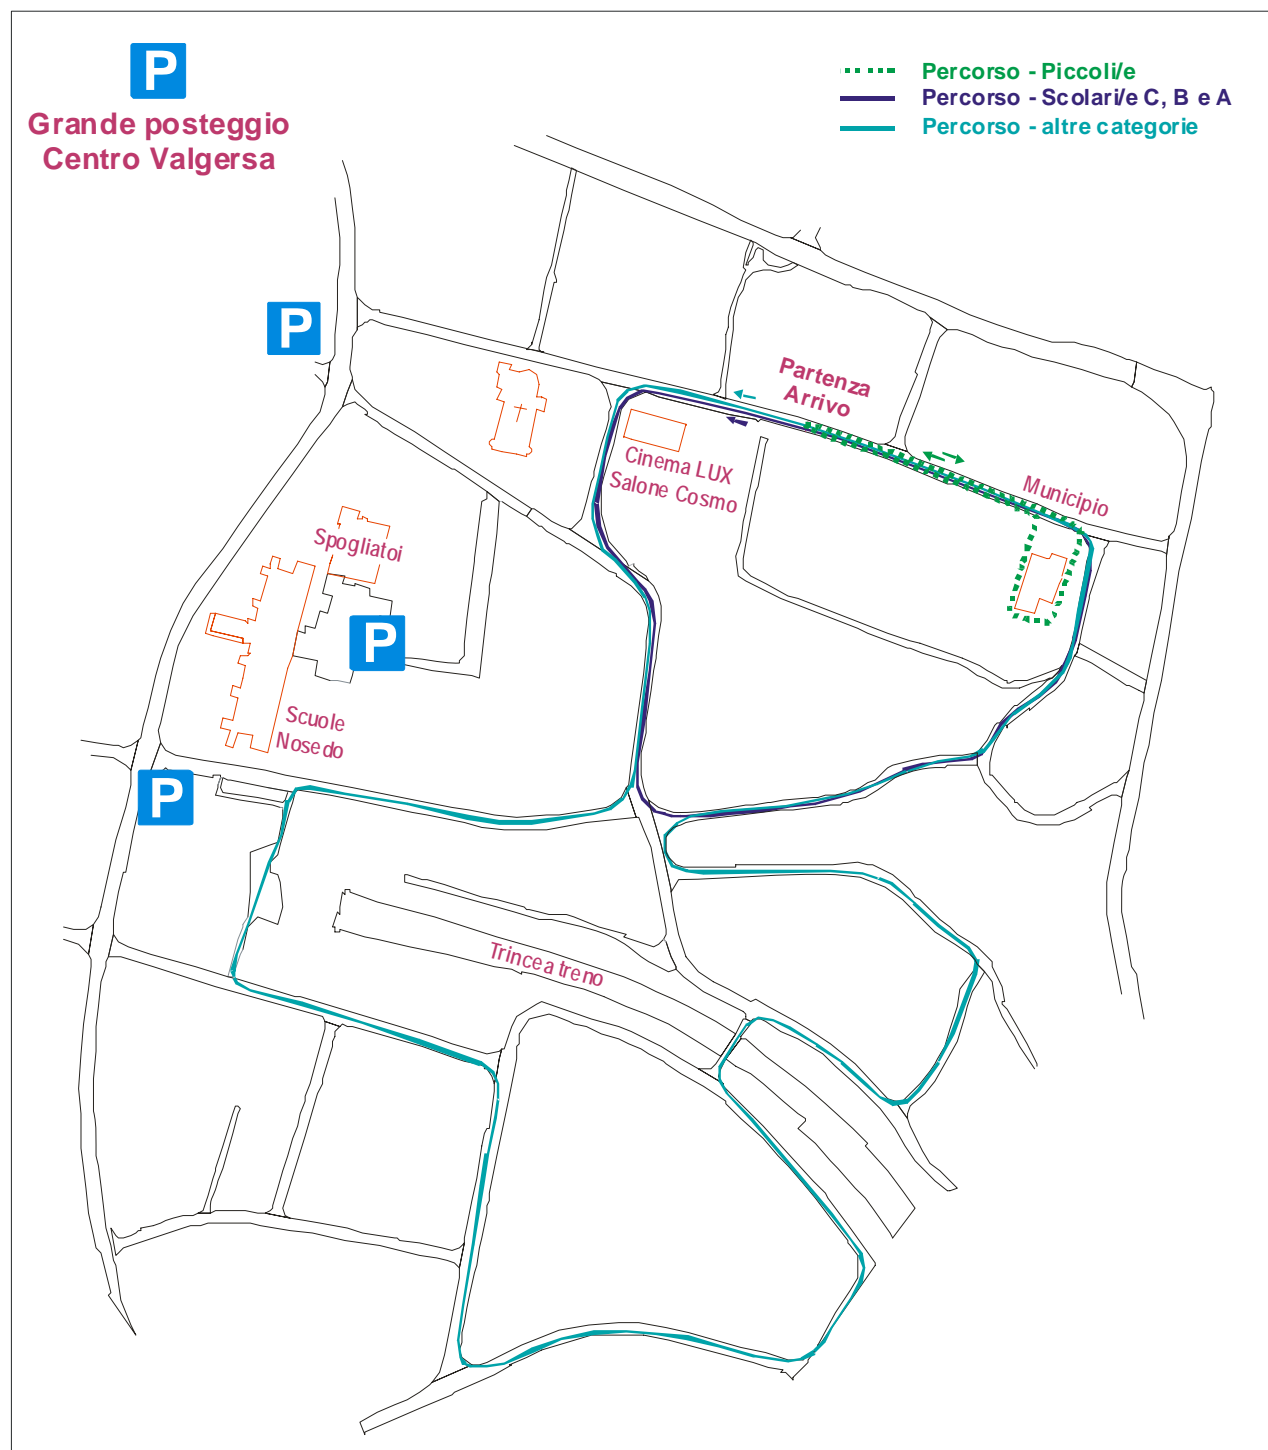 P
Grande posteggio
Centro Valgersa
Percorso - Piccoli/e
Percorso - Scolari/e C, B e A
Percorso - altre categorie
P
Partenza
Arrivo
Cinema LUX
Salone Cosmo
Municipio
Spogliatoi
P
Scuole
Nosedo
P
Trincea treno